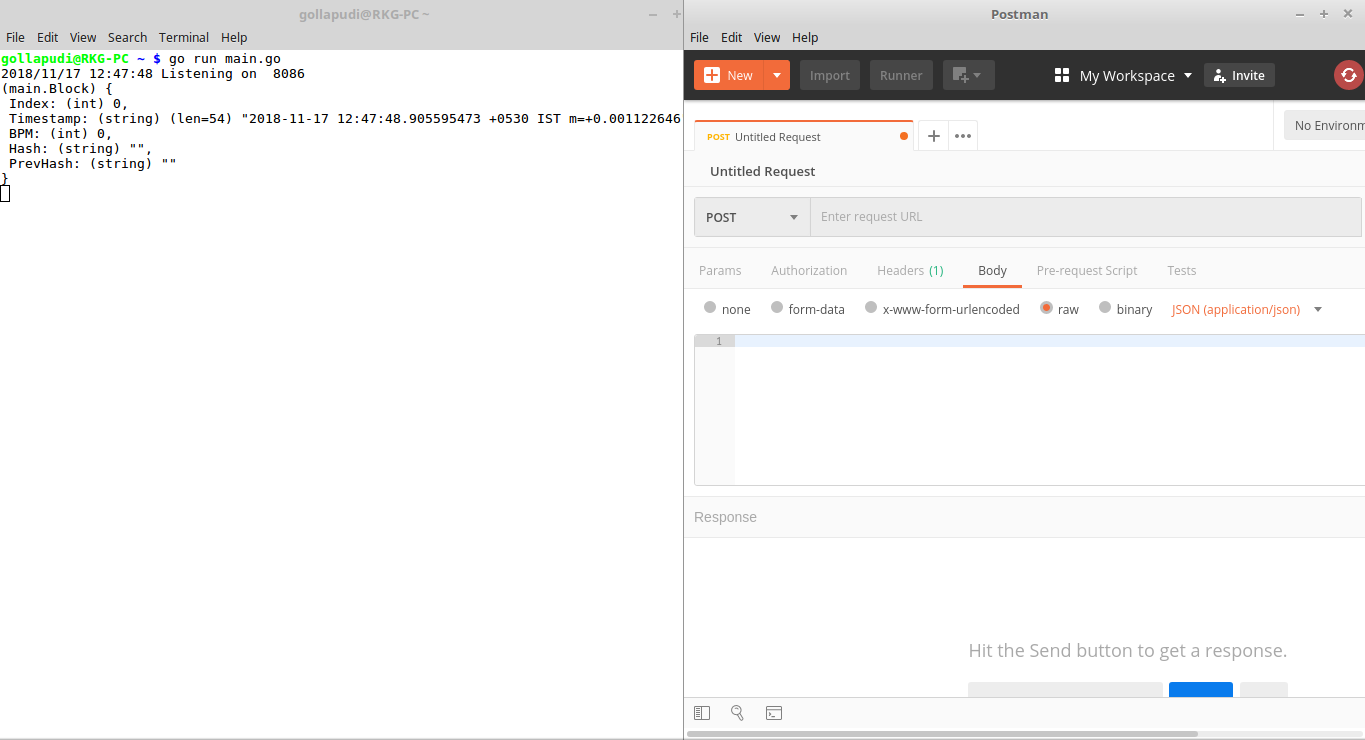 gollapudi@RKG-PC ~
File Edit View Search Terminal Help
gollapudi@RKG-PC ~ $ go run main.go
2018/11/17 12:47:48 Listening on  8086
(main.Block) {
 Index: (int) 0,
 Timestamp: (string) (len=54) "2018-11-17 12:47:48.905595473 +0530 IST m=+0.001122646
 BPM: (int) 0,
 Hash: (string) "",
 PrevHash: (string) ""
}
Postman
File Edit View Help
New Import Runner My Workspace Invite
POST Untitled Request No Environm
Untitled Request
POST Enter request URL
Params Authorization Headers (1) Body Pre-request Script Tests
none form-data x-www-form-urlencoded raw binary JSON (application/json)
1
Response
Hit the Send button to get a response.